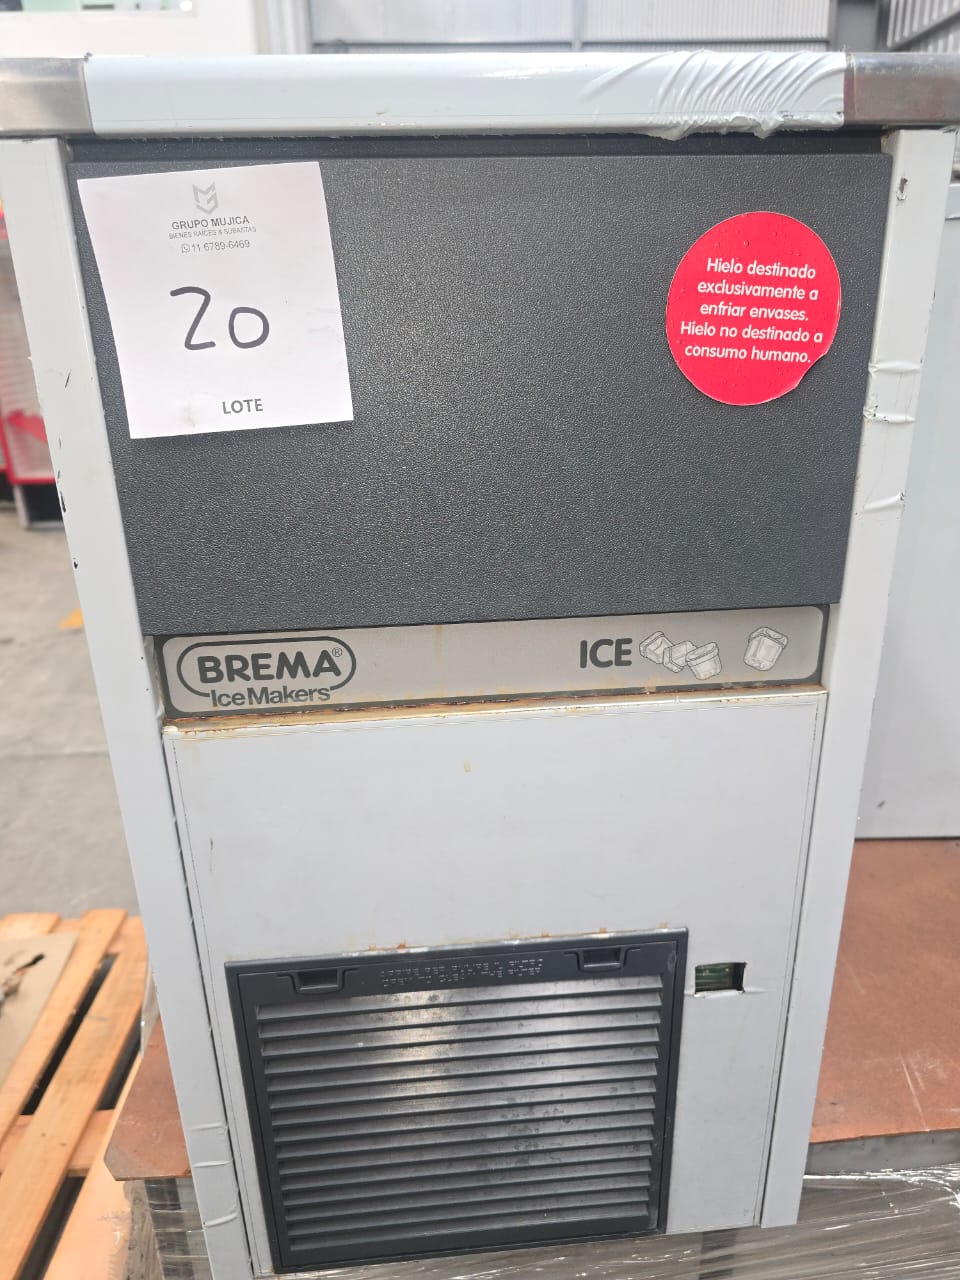 GRUPO MUJICA
BIENES RAÍCES & SUBASTAS
11 6789-6469
20
LOTE
Hielo destinado
exclusivamente a
enfriar envases.
Hielo no destinado a
consumo humano.
BREMA®
Ice Makers
ICE